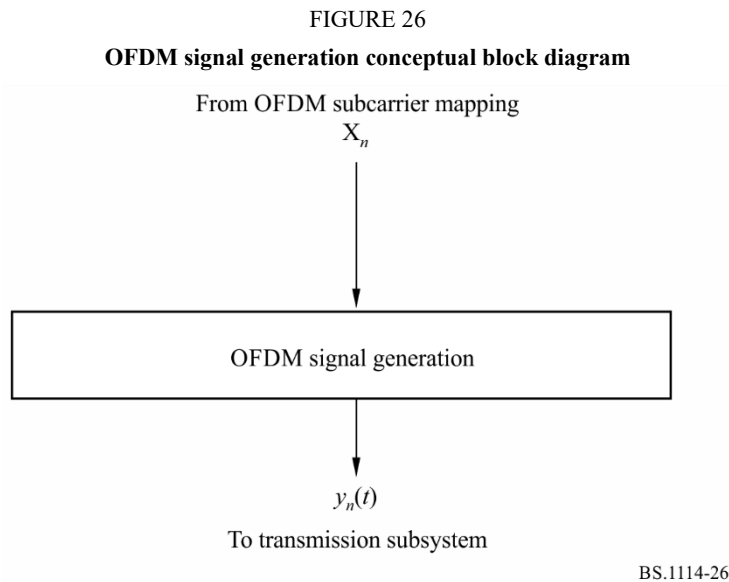 FIGURE 26
OFDM signal generation conceptual block diagram
From OFDM subcarrier mapping
Xₙ
OFDM signal generation
yₙ(t)
To transmission subsystem
BS.1114-26